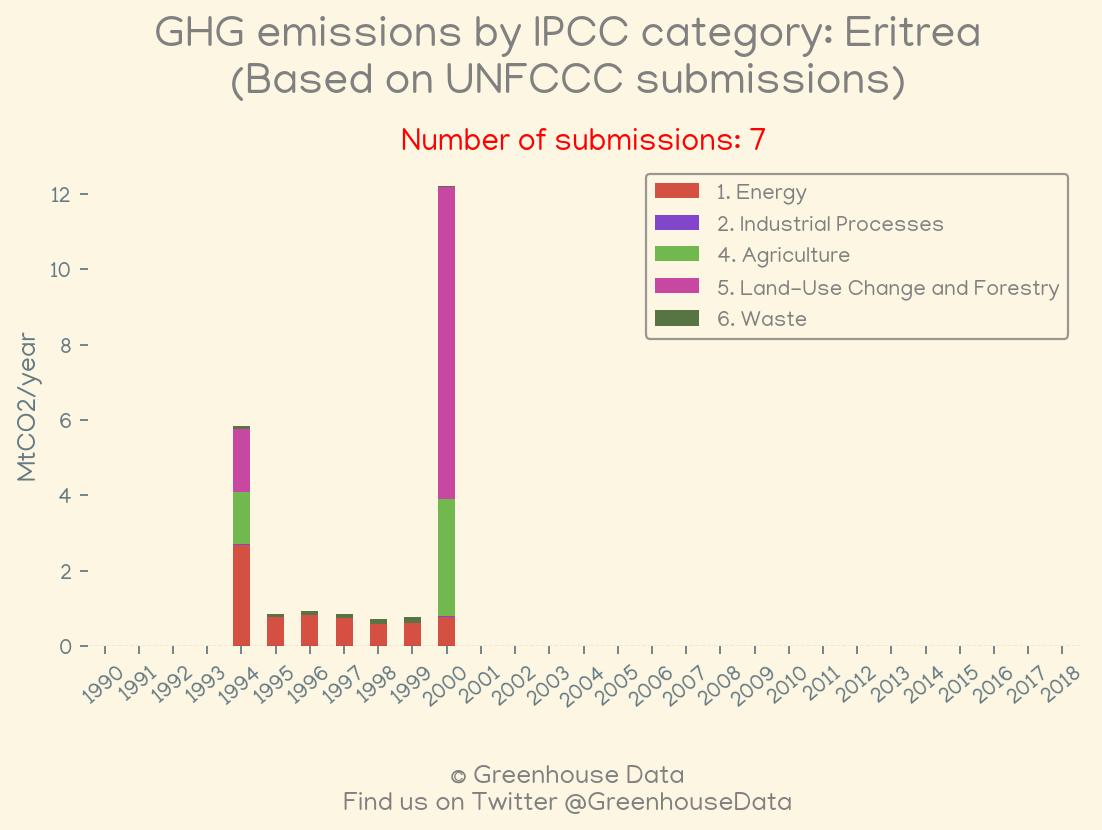 GHG emissions by IPCC category: Eritrea
(Based on UNFCCC submissions)
Number of submissions: 7
1. Energy
2. Industrial Processes
4. Agriculture
5. Land-Use Change and Forestry
6. Waste
MtCO2/year
12
10
8
6
4
2
0
1990 1991 1992 1993 1994 1995 1996 1997 1998 1999 2000 2001 2002 2003 2004 2005 2006 2007 2008 2009 2010 2011 2012 2013 2014 2015 2016 2017 2018
© Greenhouse Data
Find us on Twitter @GreenhouseData